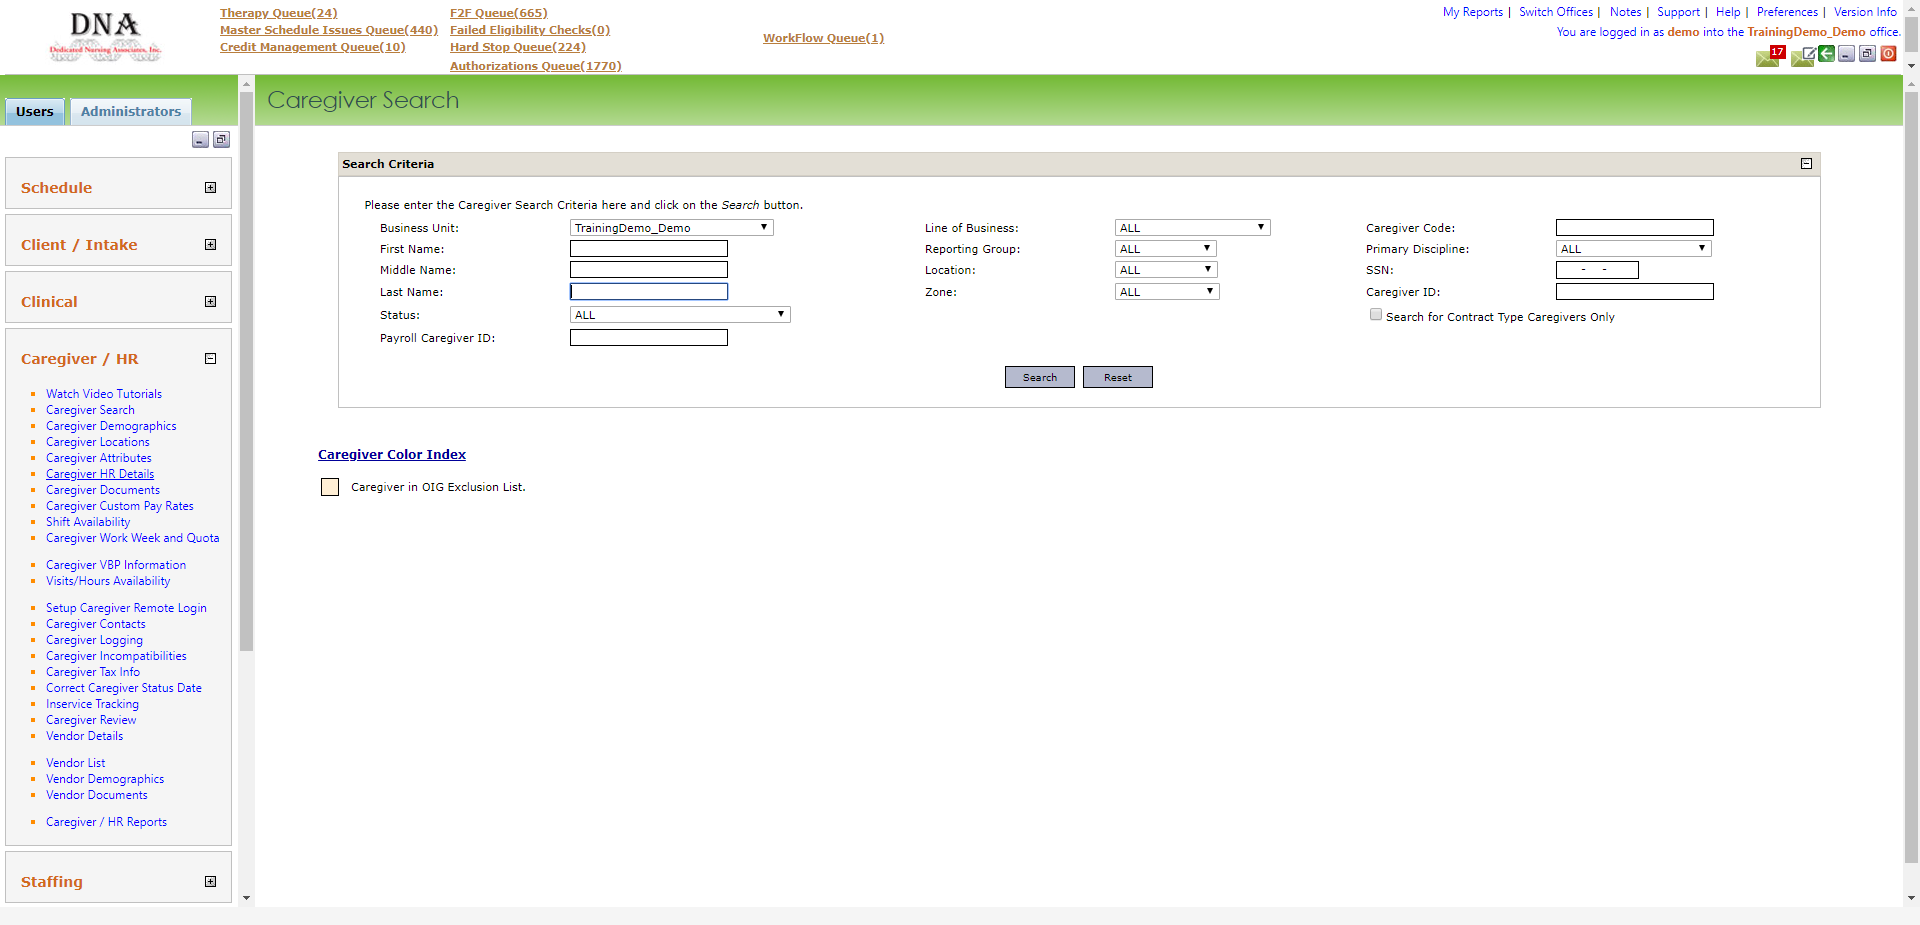 DNA
Dedicated Nursing Associates, Inc.
Therapy Queue(24)
Master Schedule Issues Queue(440)
Credit Management Queue(10)
F2F Queue(665)
Failed Eligibility Checks(0)
Hard Stop Queue(224)
Authorizations Queue(1770)
WorkFlow Queue(1)
My Reports | Switch Offices | Notes | Support | Help | Preferences | Version Info
You are logged in as demo into the TrainingDemo_Demo office.
17
Users
Administrators
Caregiver Search
Schedule
Client / Intake
Clinical
Caregiver / HR
Watch Video Tutorials
Caregiver Search
Caregiver Demographics
Caregiver Locations
Caregiver Attributes
Caregiver HR Details
Caregiver Documents
Caregiver Custom Pay Rates
Shift Availability
Caregiver Work Week and Quota
Caregiver VBP Information
Visits/Hours Availability
Setup Caregiver Remote Login
Caregiver Contacts
Caregiver Logging
Caregiver Incompatibilities
Caregiver Tax Info
Correct Caregiver Status Date
Inservice Tracking
Caregiver Review
Vendor Details
Vendor List
Vendor Demographics
Vendor Documents
Caregiver / HR Reports
Staffing
Search Criteria
Please enter the Caregiver Search Criteria here and click on the Search button.
Business Unit: TrainingDemo_Demo Line of Business: ALL Caregiver Code:
First Name: Reporting Group: ALL Primary Discipline: ALL
Middle Name: Location: ALL SSN: - -
Last Name: Zone: ALL Caregiver ID:
Status: ALL Search for Contract Type Caregivers Only
Payroll Caregiver ID:
Search Reset
Caregiver Color Index
Caregiver in OIG Exclusion List.